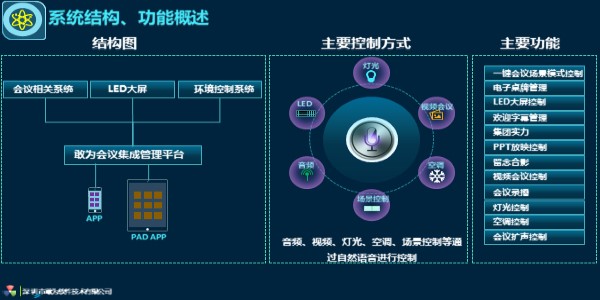 系统结构、功能概述
结构图
会议相关系统
LED大屏
环境控制系统
敢为会议集成管理平台
APP
PAD APP
主要控制方式
灯光
LED
视频会议
音频
空调
场景控制
音频、视频、灯光、空调、场景控制等通
过自然语音进行控制
主要功能
一键会议场景模式控制
电子桌牌管理
LED大屏控制
欢迎字幕管理
集团实力
PPT放映控制
留念合影
视频会议控制
会议录播
灯光控制
空调控制
会议扩声控制
深圳市敢为软件技术有限公司